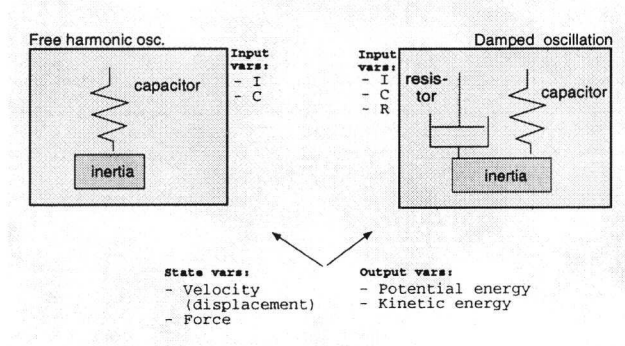 Free harmonic osc.
Input
vars:
- I
- C
capacitor
inertia
Damped oscillation
Input
vars:
- I
- C
- R
resis-
tor
capacitor
inertia
State vars:
- Velocity
(displacement)
- Force
Output vars:
- Potential energy
- Kinetic energy